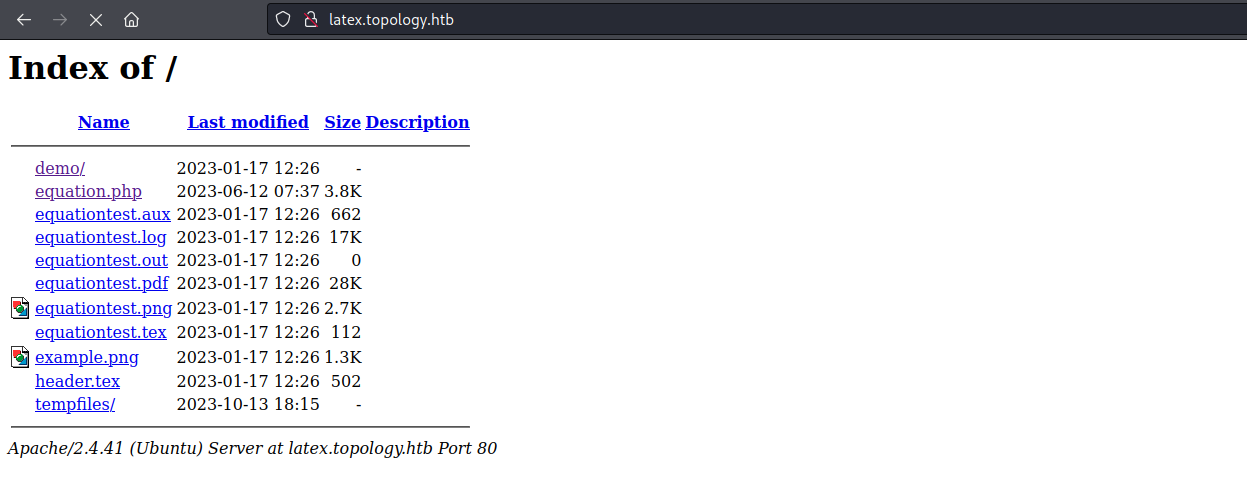 latex.topology.htb
Index of /
Name Last modified Size Description
demo/ 2023-01-17 12:26 -
equation.php 2023-06-12 07:37 3.8K
equationtest.aux 2023-01-17 12:26 662
equationtest.log 2023-01-17 12:26 17K
equationtest.out 2023-01-17 12:26 0
equationtest.pdf 2023-01-17 12:26 28K
equationtest.png 2023-01-17 12:26 2.7K
equationtest.tex 2023-01-17 12:26 112
example.png 2023-01-17 12:26 1.3K
header.tex 2023-01-17 12:26 502
tempfiles/ 2023-10-13 18:15 -
Apache/2.4.41 (Ubuntu) Server at latex.topology.htb Port 80